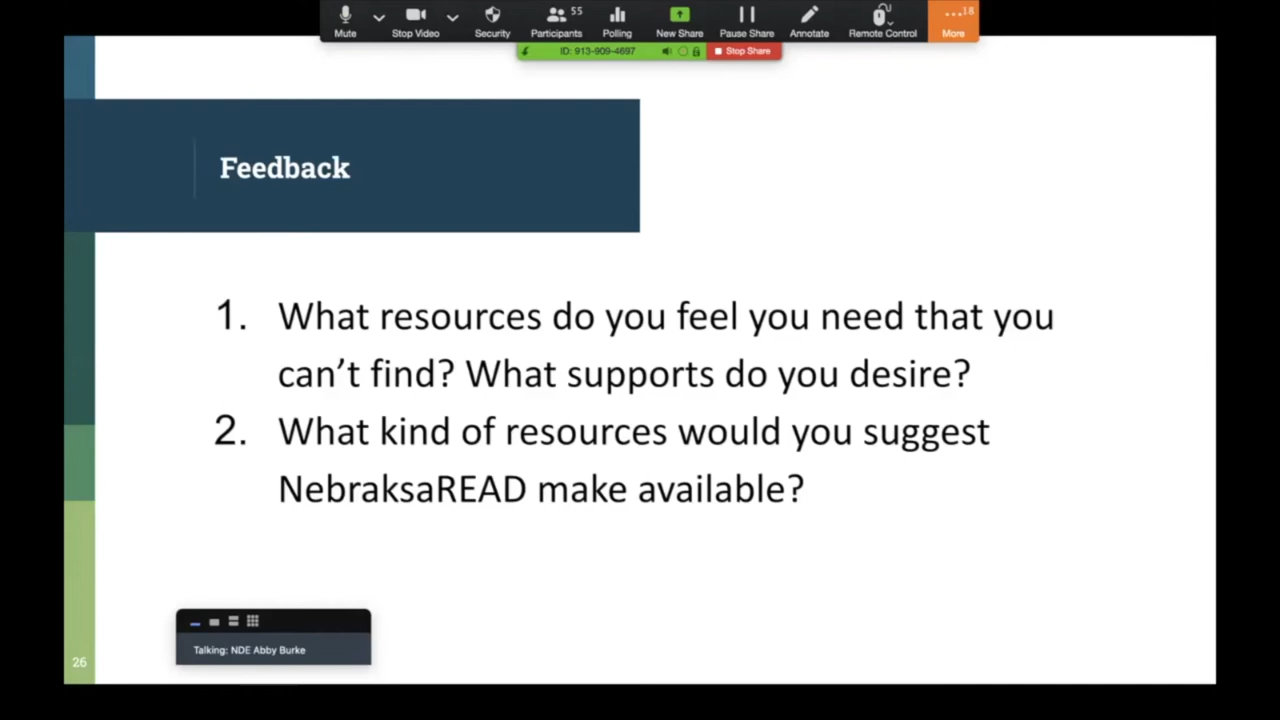 55
18
Mute
Stop Video
Security
Participants
Polling
New Share
Pause Share
Annotate
Remote Control
More
ID: 913-909-4697
Stop Share
Feedback
1. What resources do you feel you need that you
can’t find? What supports do you desire?
2. What kind of resources would you suggest
NebraksaREAD make available?
Talking: NDE Abby Burke
26